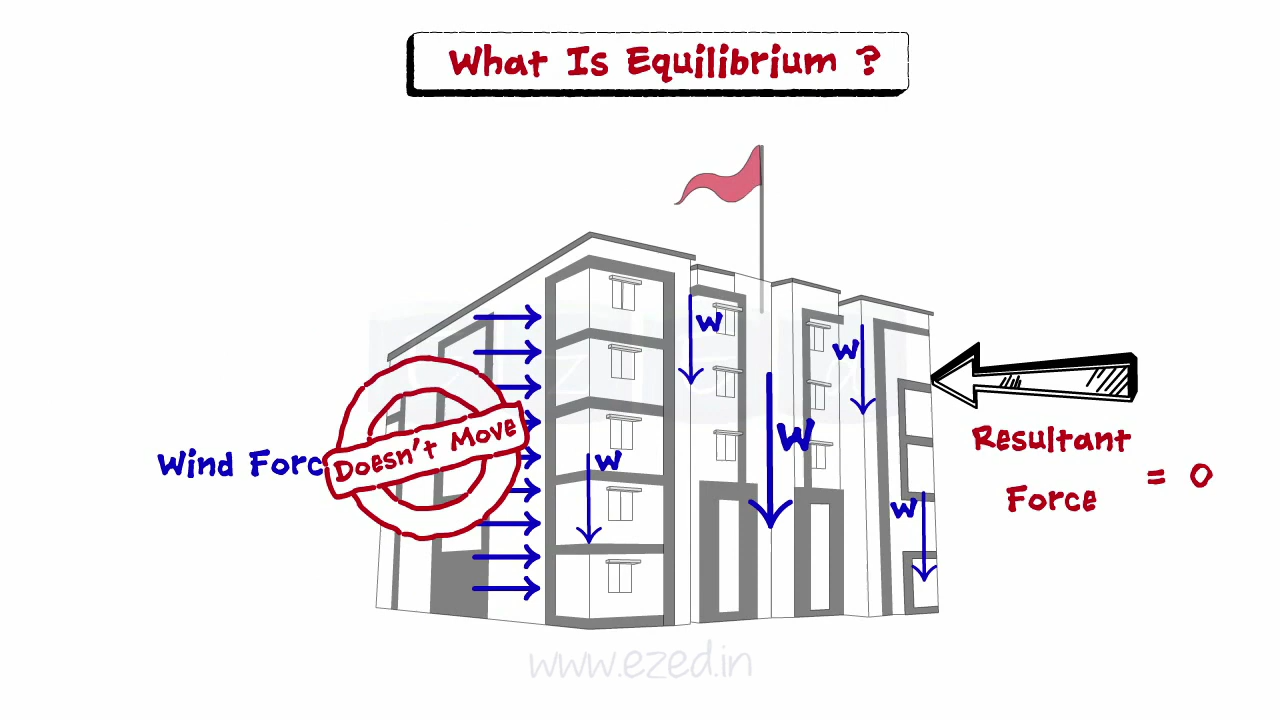 What Is Equilibrium ?
W
W
W
W
W
Wind Forc
Doesn't Move
Resultant
Force
= 0
www.ezed.in